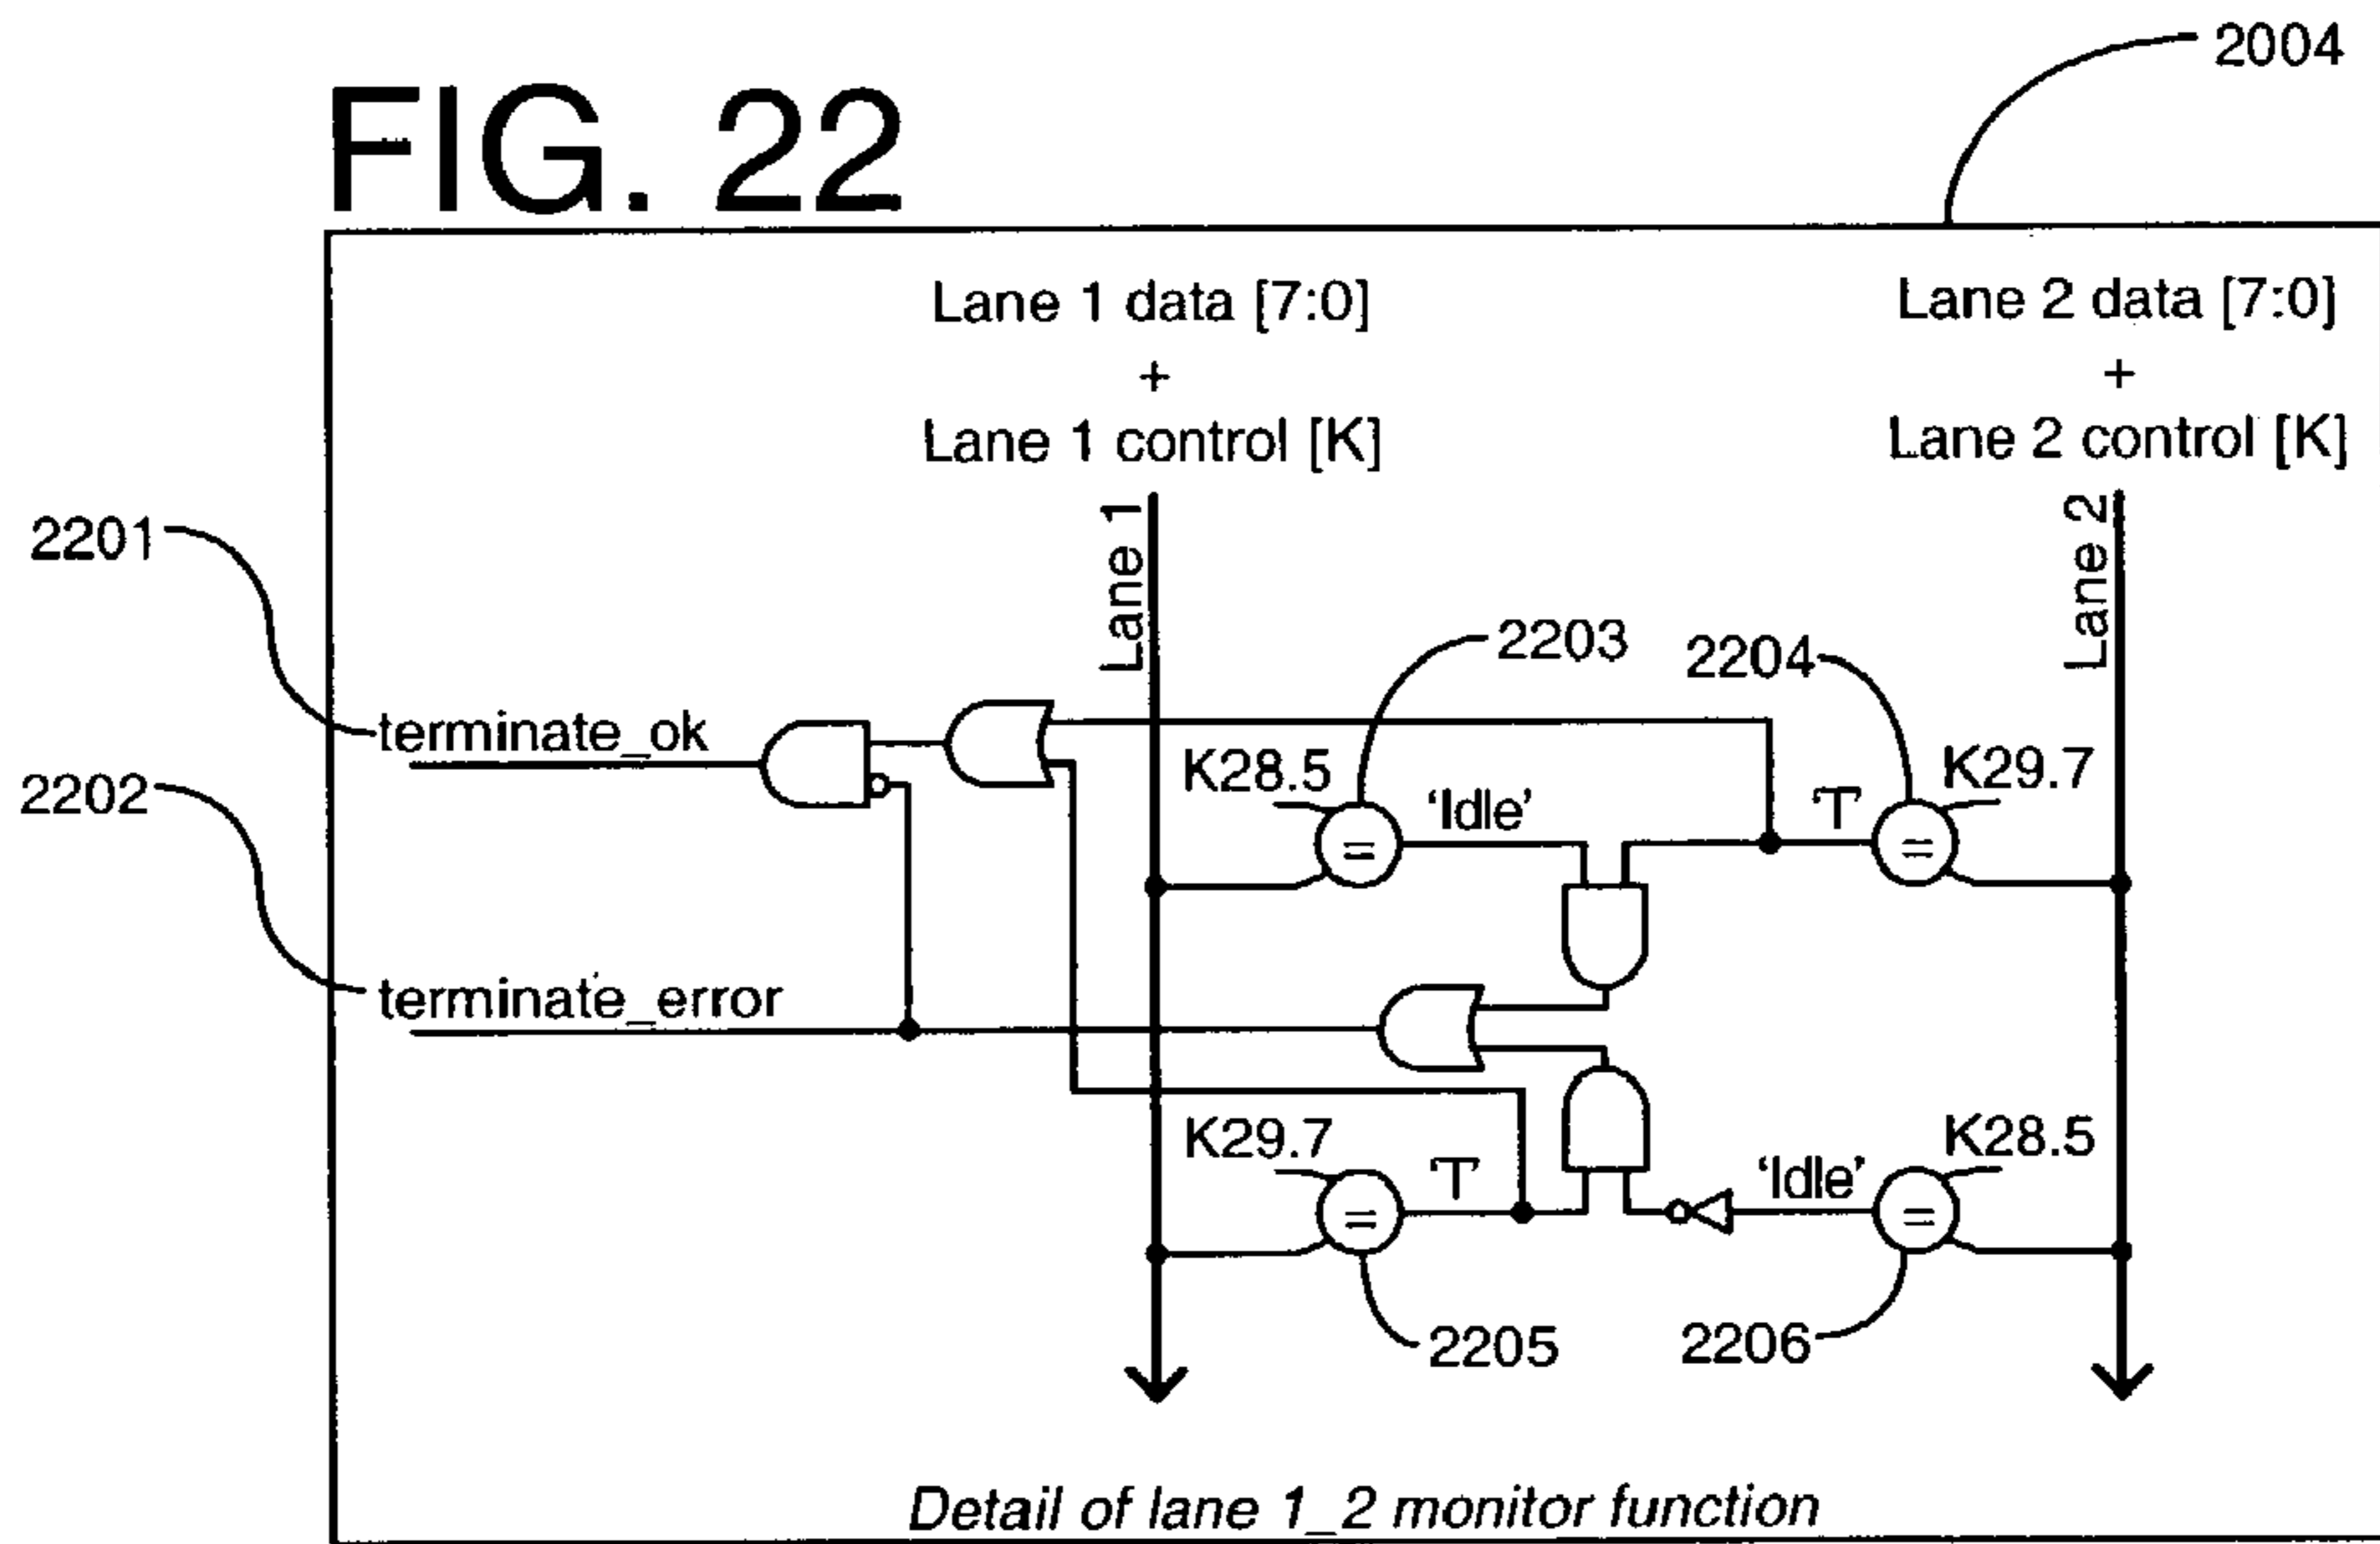 2004
FIG. 22
Lane 1 data [7:0]
+
Lane 1 control [K]
Lane 2 data [7:0]
+
Lane 2 control [K]
Lane 1
Lane 2
2201
2202
2203
2204
terminate_ok
K28.5
'Idle'
'T'
K29.7
terminate_error
K29.7
'T'
'Idle'
K28.5
2205
2206
Detail of lane 1_2 monitor function